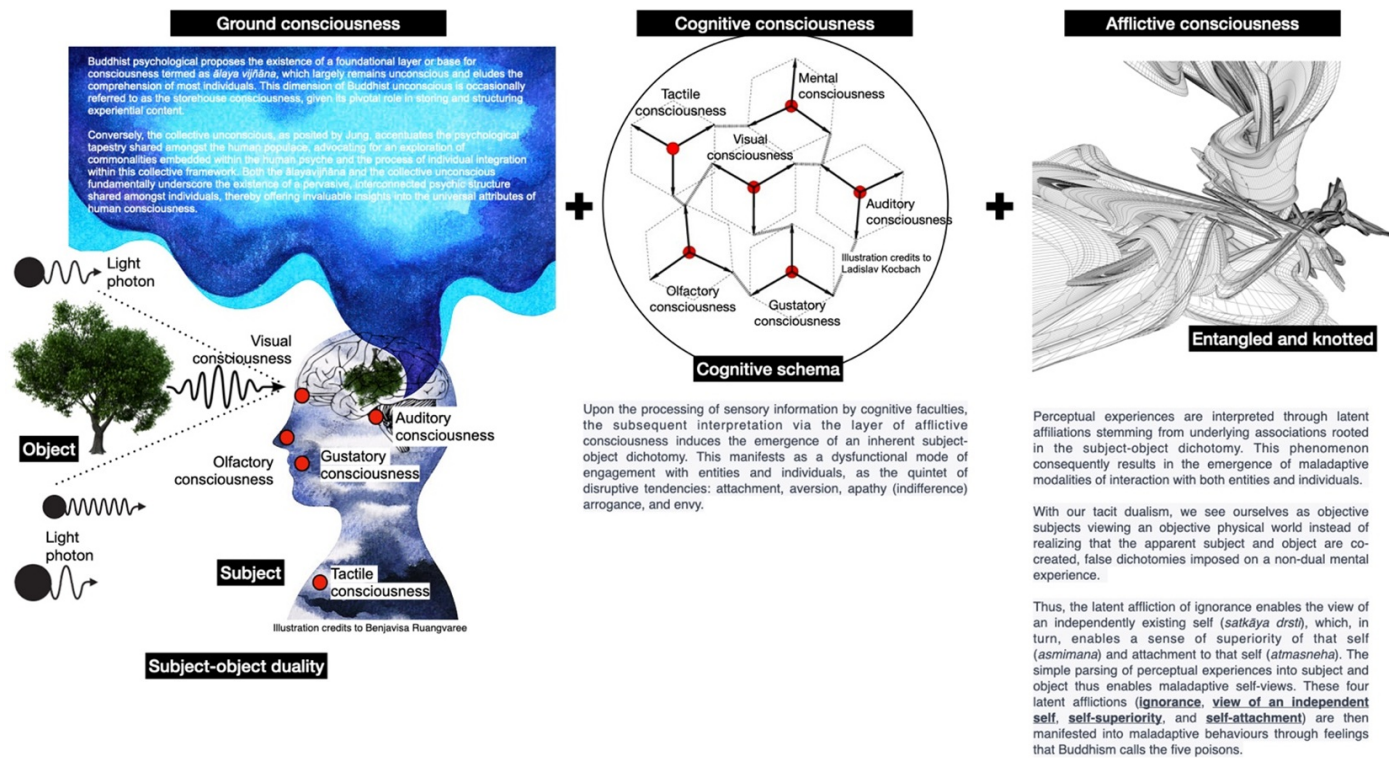 Ground consciousness
Buddhist psychological proposes the existence of a foundational layer or base for
consciousness termed as ālaya vijñāna, which largely remains unconscious and eludes the
comprehension of most individuals. This dimension of Buddhist unconscious is occasionally
referred to as the storehouse consciousness, given its pivotal role in storing and structuring
experiential content.
Conversely, the collective unconscious, as posited by Jung, accentuates the psychological
tapestry shared amongst the human populace, advocating for an exploration of
commonalities embedded within the human psyche and the process of individual integration
within this collective framework. Both the ālayavijñāna and the collective unconscious
fundamentally underscore the existence of a pervasive, interconnected psychic structure
shared amongst individuals, thereby offering invaluable insights into the universal attributes of
human consciousness.
Light
photon
Visual
consciousness
Object
Auditory
consciousness
Olfactory
consciousness
Gustatory
consciousness
Light
photon
Subject
Tactile
consciousness
Illustration credits to Benjavisa Ruangvaree
Subject-object duality
+
Cognitive consciousness
Mental
consciousness
Tactile
consciousness
Visual
consciousness
Auditory
consciousness
Illustration credits to
Ladislav Kocbach
Olfactory
consciousness
Gustatory
consciousness
Cognitive schema
Upon the processing of sensory information by cognitive faculties,
the subsequent interpretation via the layer of afflictive
consciousness induces the emergence of an inherent subject-
object dichotomy. This manifests as a dysfunctional mode of
engagement with entities and individuals, as the quintet of
disruptive tendencies: attachment, aversion, apathy (indifference)
arrogance, and envy.
+
Afflictive consciousness
Entangled and knotted
Perceptual experiences are interpreted through latent
affiliations stemming from underlying associations rooted
in the subject-object dichotomy. This phenomenon
consequently results in the emergence of maladaptive
modalities of interaction with both entities and individuals.
With our tacit dualism, we see ourselves as objective
subjects viewing an objective physical world instead of
realizing that the apparent subject and object are co-
created, false dichotomies imposed on a non-dual mental
experience.
Thus, the latent affliction of ignorance enables the view of
an independently existing self (satkāya drsti), which, in
turn, enables a sense of superiority of that self
(asmimana) and attachment to that self (atmasneha). The
simple parsing of perceptual experiences into subject and
object thus enables maladaptive self-views. These four
latent afflictions (ignorance, view of an independent
self, self-superiority, and self-attachment) are then
manifested into maladaptive behaviours through feelings
that Buddhism calls the five poisons.